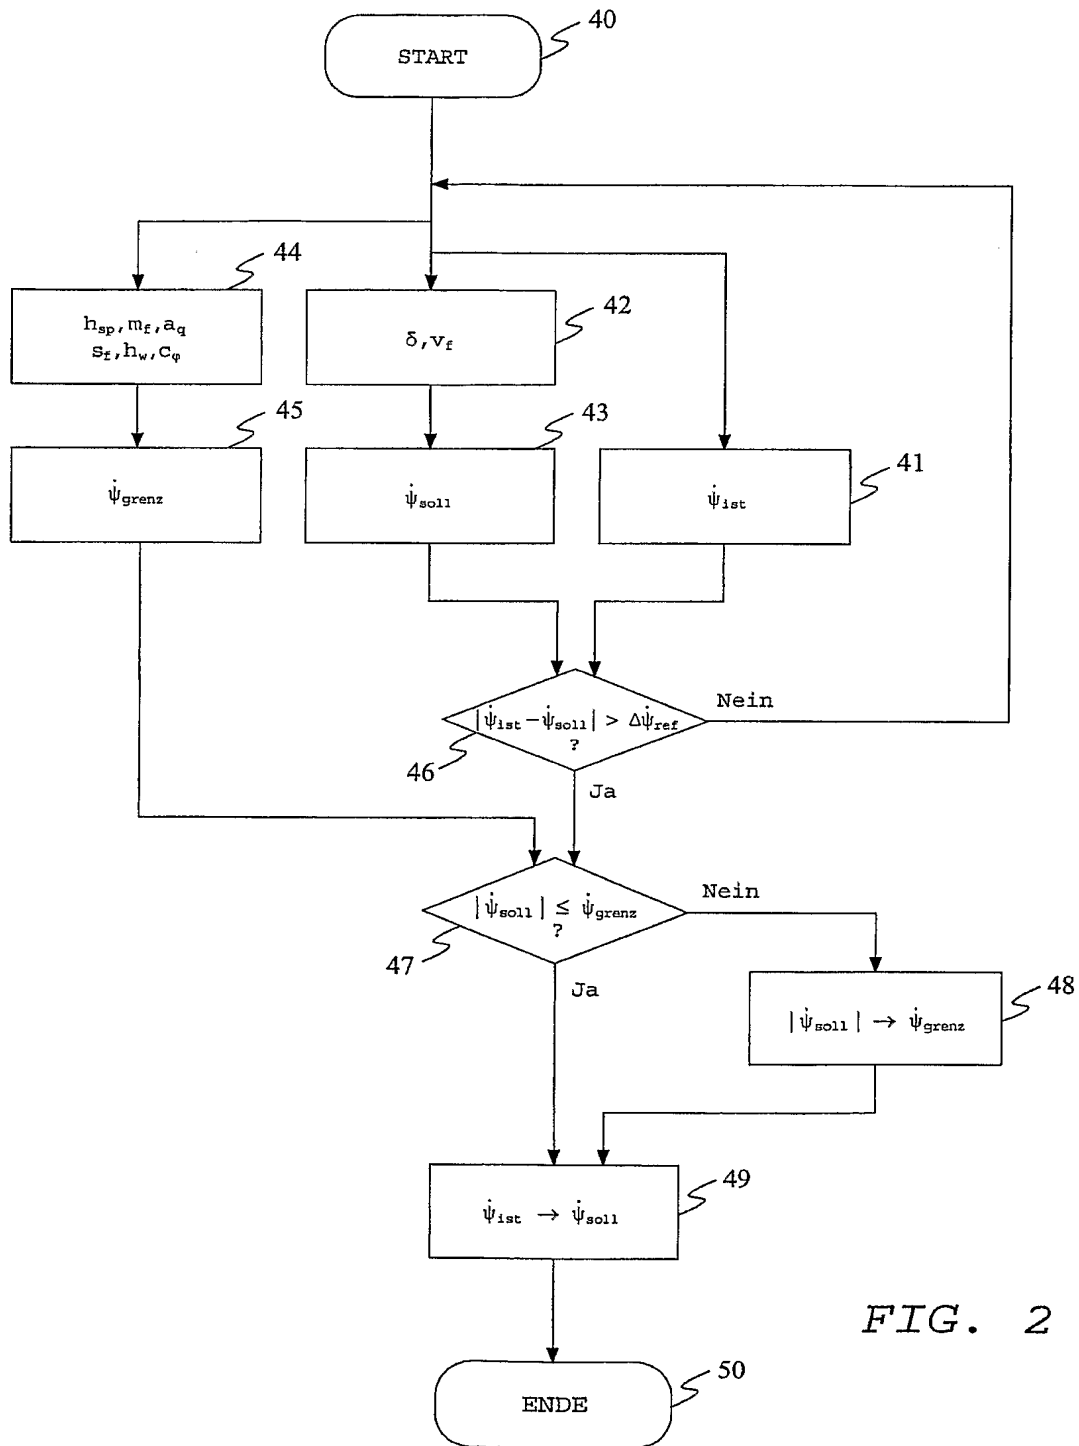 40
START
44
h_sp, m_f, a_q
s_f, h_w, c_φ
42
δ, v_f
45
ψ̇_grenz
43
ψ̇_soll
41
ψ̇_ist
|ψ̇_ist − ψ̇_soll| > Δψ̇_ref
?
Nein
46
Ja
|ψ̇_soll| ≤ ψ̇_grenz
?
Nein
47
Ja
48
|ψ̇_soll| → ψ̇_grenz
49
ψ̇_ist → ψ̇_soll
FIG. 2
50
ENDE